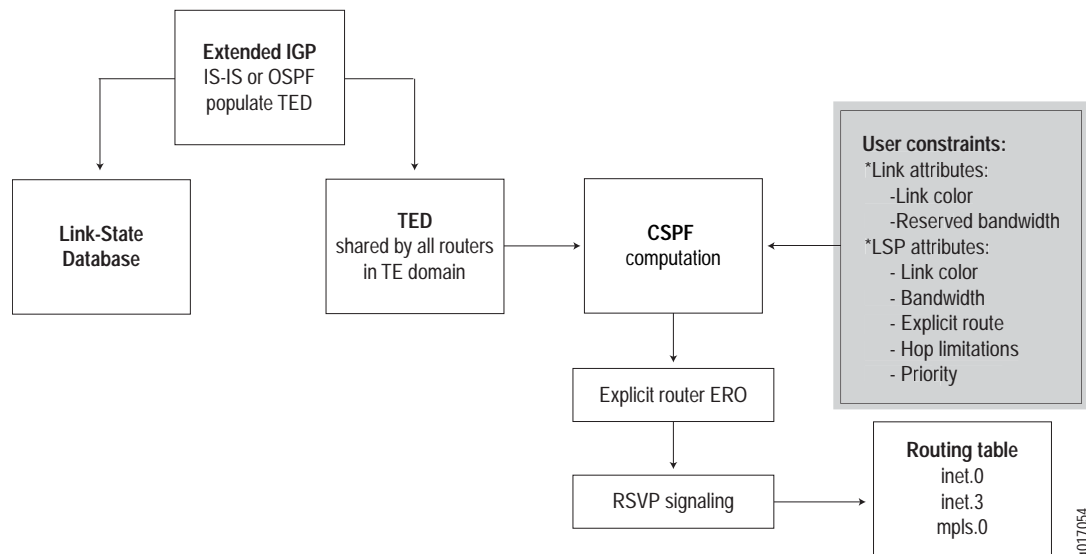 Extended IGP
IS-IS or OSPF
populate TED
Link-State
Database
TED
shared by all routers
in TE domain
CSPF
computation
User constraints:
*Link attributes:
-Link color
-Reserved bandwidth
*LSP attributes:
- Link color
- Bandwidth
- Explicit route
- Hop limitations
- Priority
Explicit router ERO
RSVP signaling
Routing table
inet.0
inet.3
mpls.0